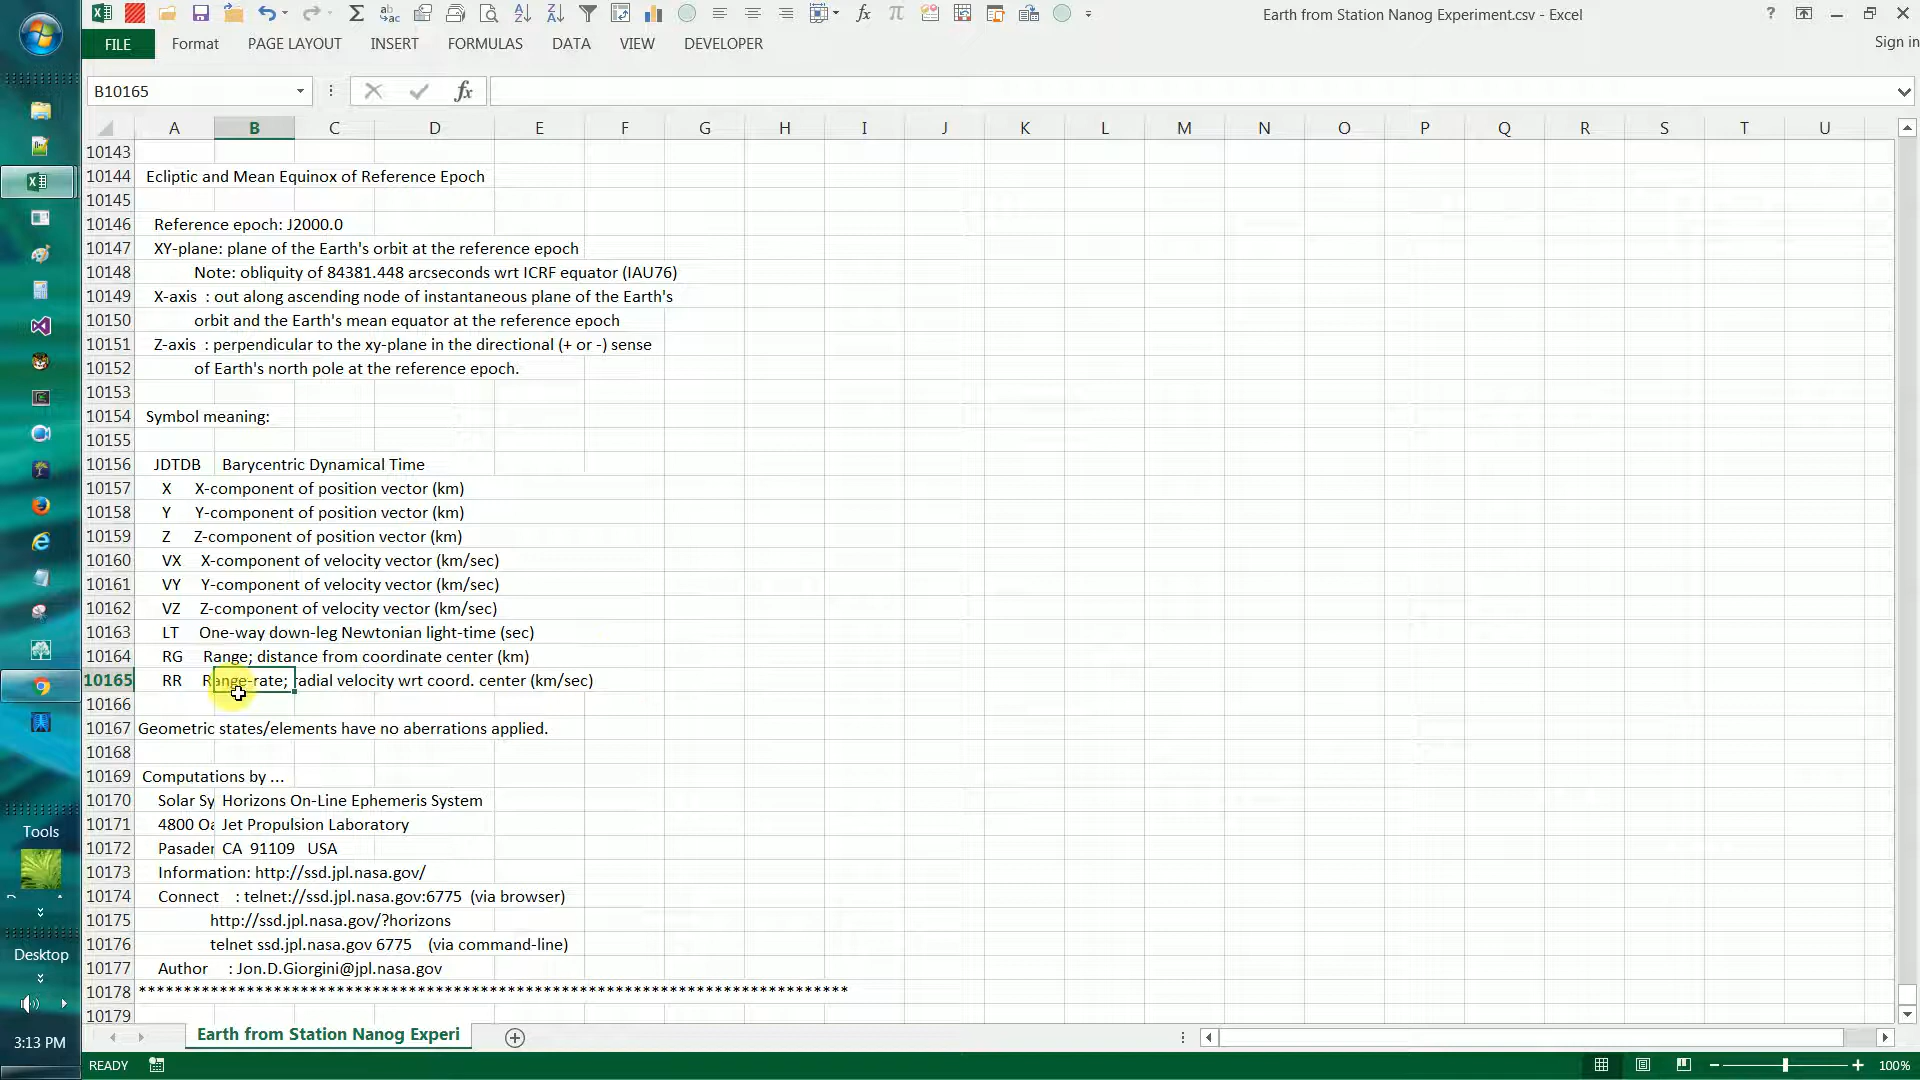 Earth from Station Nanog Experiment.csv - Excel
FILE
Format
PAGE LAYOUT
INSERT
FORMULAS
DATA
VIEW
DEVELOPER
Sign in
B10165
A B C D E F G H I J K L M N O P Q R S T U
10143
10144 Ecliptic and Mean Equinox of Reference Epoch
10145
10146 Reference epoch: J2000.0
10147 XY-plane: plane of the Earth's orbit at the reference epoch
10148 Note: obliquity of 84381.448 arcseconds wrt ICRF equator (IAU76)
10149 X-axis : out along ascending node of instantaneous plane of the Earth's
10150 orbit and the Earth's mean equator at the reference epoch
10151 Z-axis : perpendicular to the xy-plane in the directional (+ or -) sense
10152 of Earth's north pole at the reference epoch.
10153
10154 Symbol meaning:
10155
10156 JDTDB Barycentric Dynamical Time
10157 X X-component of position vector (km)
10158 Y Y-component of position vector (km)
10159 Z Z-component of position vector (km)
10160 VX X-component of velocity vector (km/sec)
10161 VY Y-component of velocity vector (km/sec)
10162 VZ Z-component of velocity vector (km/sec)
10163 LT One-way down-leg Newtonian light-time (sec)
10164 RG Range; distance from coordinate center (km)
10165 RR Range-rate; radial velocity wrt coord. center (km/sec)
10166
10167 Geometric states/elements have no aberrations applied.
10168
10169 Computations by ...
10170 Solar Sy Horizons On-Line Ephemeris System
10171 4800 Oa Jet Propulsion Laboratory
10172 Pasader CA 91109 USA
10173 Information: http://ssd.jpl.nasa.gov/
10174 Connect : telnet://ssd.jpl.nasa.gov:6775 (via browser)
10175 http://ssd.jpl.nasa.gov/?horizons
10176 telnet ssd.jpl.nasa.gov 6775 (via command-line)
10177 Author : Jon.D.Giorgini@jpl.nasa.gov
10178 *******************************************************************************
10179
Earth from Station Nanog Experi
READY
100%
Tools
Desktop
3:13 PM